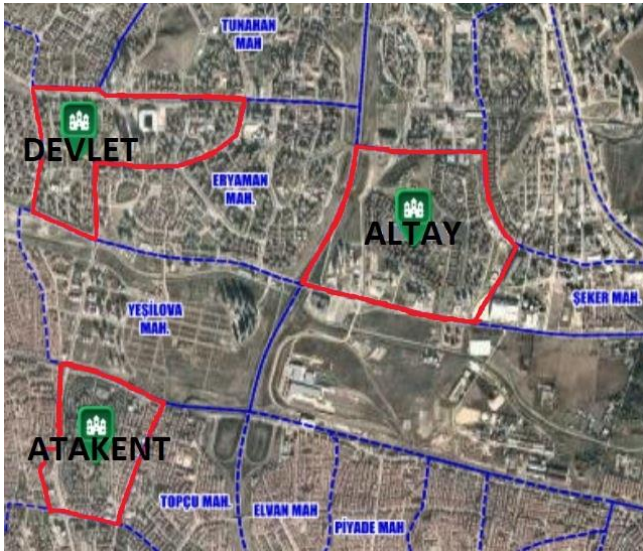 TUNAHAN
MAH
DEVLET
ERYAMAN
MAH.
ALTAY
ŞEKER MAH.
YEŞİLOVA
MAH.
ATAKENT
TOPÇU MAH.
ELVAN MAH
PİYADE MAH